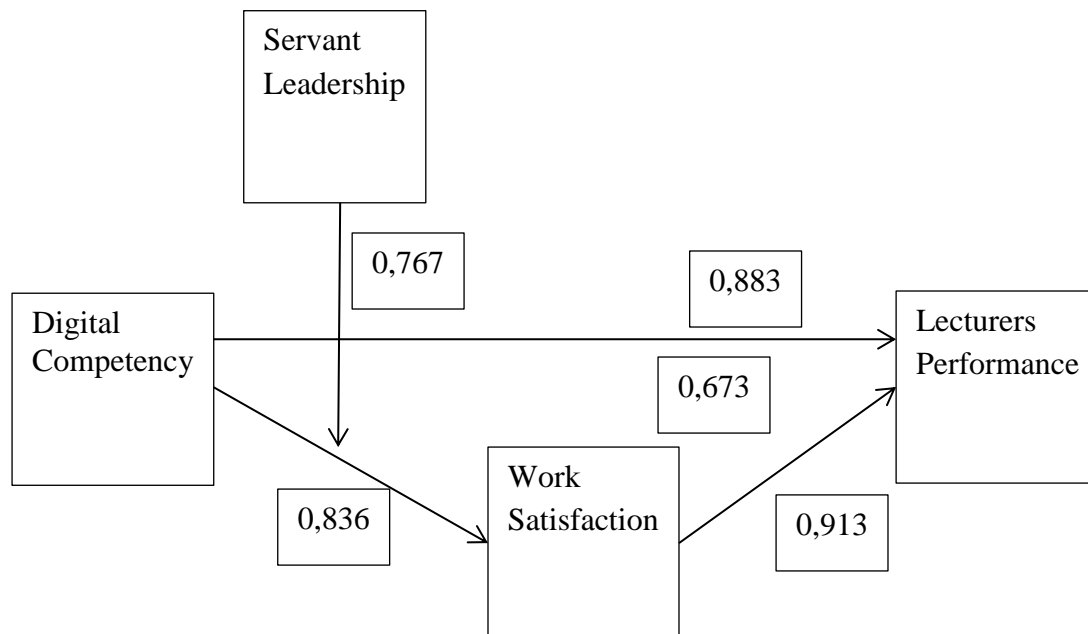 Servant
Leadership
0,767
0,883
Digital
Competency
Lecturers
Performance
0,673
Work
Satisfaction
0,836
0,913